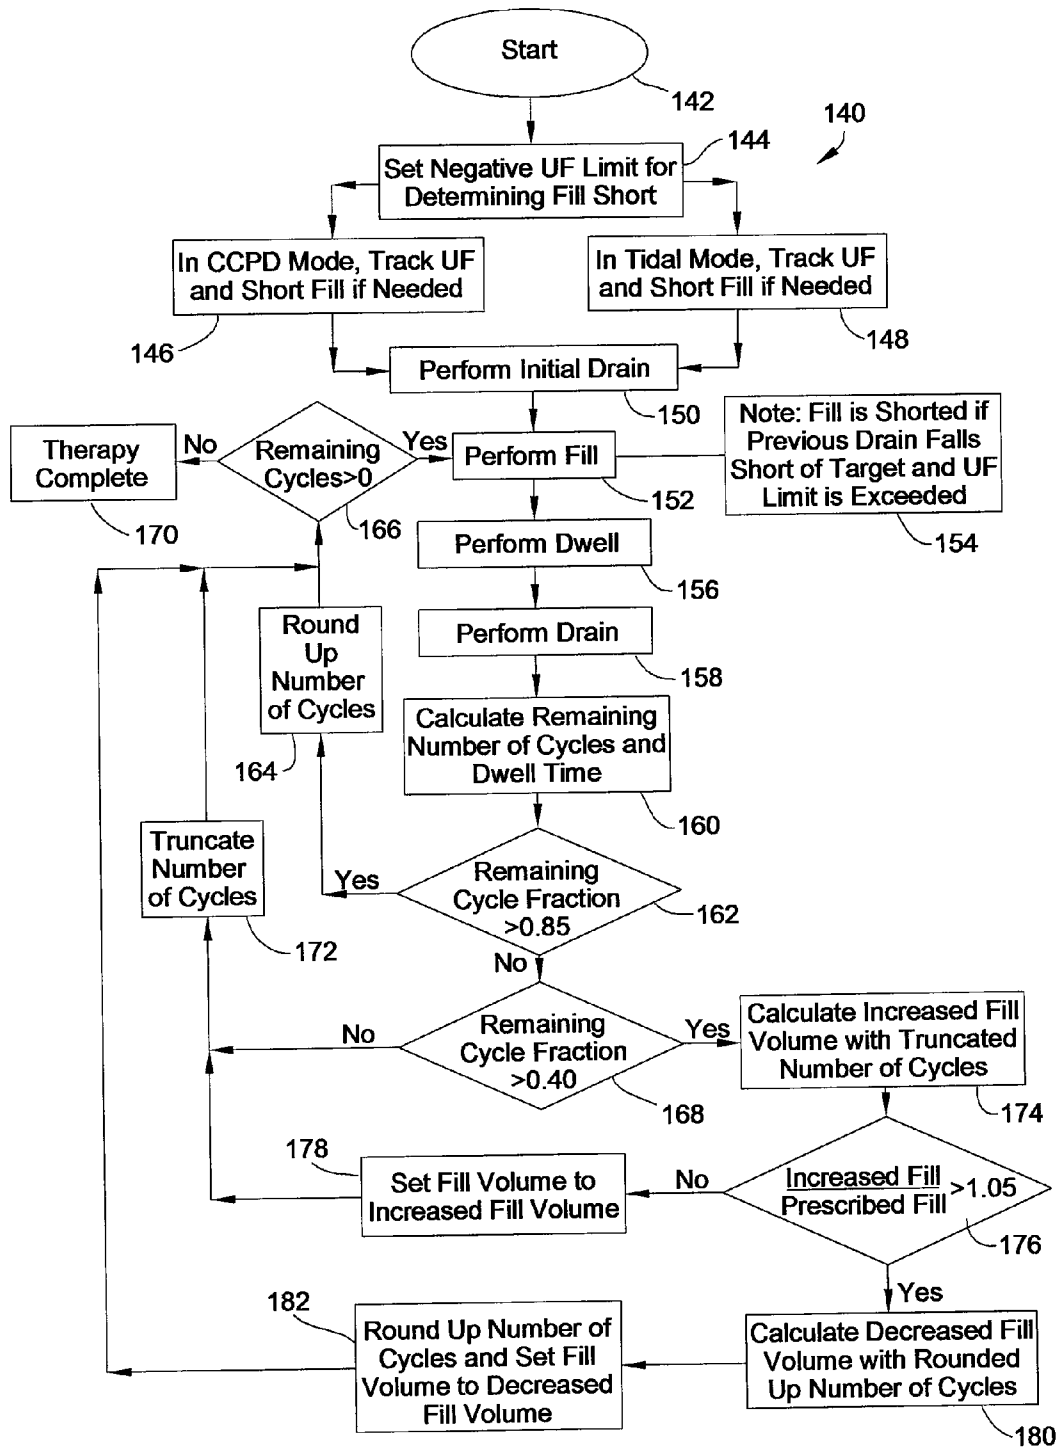 Start
142
140
144
Set Negative UF Limit for
Determining Fill Short
In CCPD Mode, Track UF
and Short Fill if Needed
146
In Tidal Mode, Track UF
and Short Fill if Needed
148
Perform Initial Drain
150
Note: Fill is Shorted if
Previous Drain Falls
Short of Target and UF
Limit is Exceeded
154
Therapy
Complete
170
No
Remaining
Cycles>0
166
Yes
Perform Fill
152
Perform Dwell
156
Perform Drain
158
Round
Up
Number
of Cycles
164
Calculate Remaining
Number of Cycles and
Dwell Time
160
Truncate
Number
of Cycles
172
Yes
Remaining
Cycle Fraction
>0.85
162
No
No
Remaining
Cycle Fraction
>0.40
168
Yes
Calculate Increased Fill
Volume with Truncated
Number of Cycles
174
178
Set Fill Volume to
Increased Fill Volume
No
Increased Fill
Prescribed Fill
>1.05
176
Yes
182
Round Up Number of
Cycles and Set Fill
Volume to Decreased
Fill Volume
Calculate Decreased Fill
Volume with Rounded
Up Number of Cycles
180